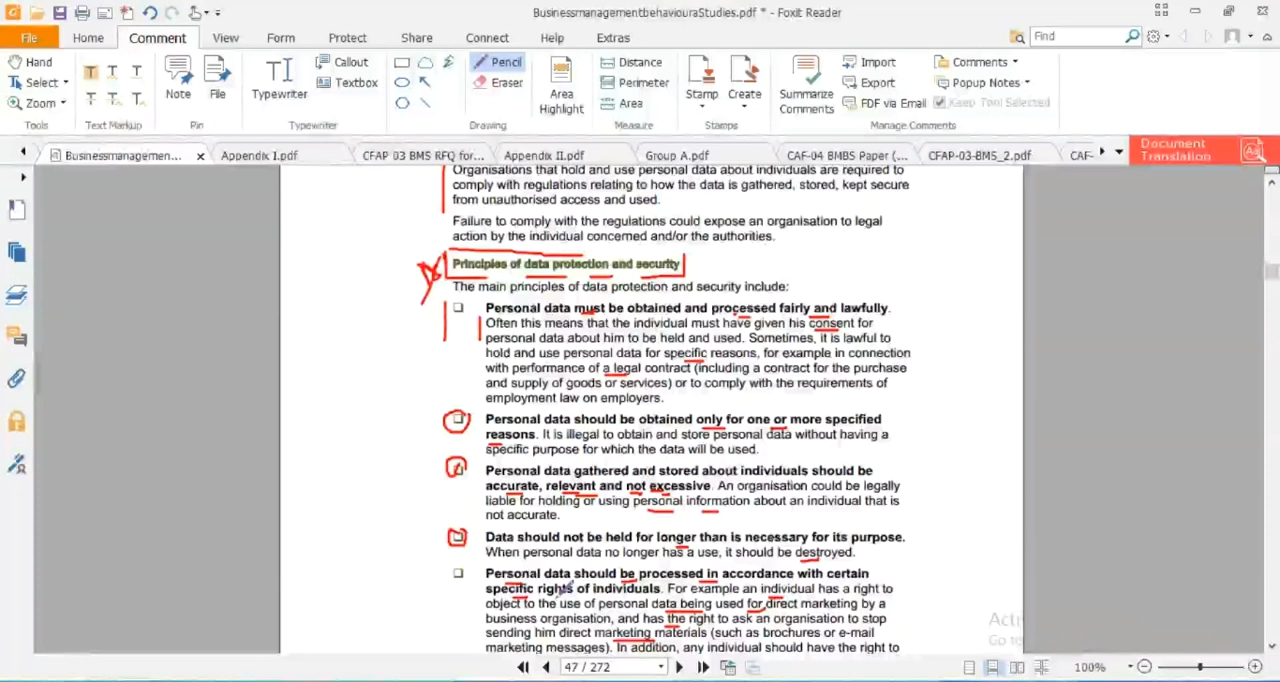 BusinessmanagementbehaviouraStudies.pdf * - Foxit Reader
File Home Comment View Form Protect Share Connect Help Extras Find
Hand
Select
Zoom
Tools
Text Markup
Note
File
Pin
Typewriter
Callout
Textbox
Typewriter
Pencil
Eraser
Drawing
Area
Highlight
Distance
Perimeter
Area
Measure
Stamp
Create
Stamps
Summarize
Comments
Import
Export
FDF via Email
Comments
Popup Notes
Keep Tool Selected
Manage Comments
Businessmanagemen... x Appendix I.pdf CFAP 03 BMS RFQ for... Appendix II.pdf Group A.pdf CAF-04 BMBS Paper (... CFAP-03-BMS_2.pdf CAF-
Document
Translation
Organisations that hold and use personal data about individuals are required to
comply with regulations relating to how the data is gathered, stored, kept secure
from unauthorised access and used.
Failure to comply with the regulations could expose an organisation to legal
action by the individual concerned and/or the authorities.
Principles of data protection and security
The main principles of data protection and security include:
❑ Personal data must be obtained and processed fairly and lawfully.
Often this means that the individual must have given his consent for
personal data about him to be held and used. Sometimes, it is lawful to
hold and use personal data for specific reasons, for example in connection
with performance of a legal contract (including a contract for the purchase
and supply of goods or services) or to comply with the requirements of
employment law on employers.
❑ Personal data should be obtained only for one or more specified
reasons. It is illegal to obtain and store personal data without having a
specific purpose for which the data will be used.
❑ Personal data gathered and stored about individuals should be
accurate, relevant and not excessive. An organisation could be legally
liable for holding or using personal information about an individual that is
not accurate.
❑ Data should not be held for longer than is necessary for its purpose.
When personal data no longer has a use, it should be destroyed.
❑ Personal data should be processed in accordance with certain
specific rights of individuals. For example an individual has a right to
object to the use of personal data being used for direct marketing by a
business organisation, and has the right to ask an organisation to stop
sending him direct marketing materials (such as brochures or e-mail
marketing messages). In addition, any individual should have the right to
Acti
Go to
47 / 272
100%